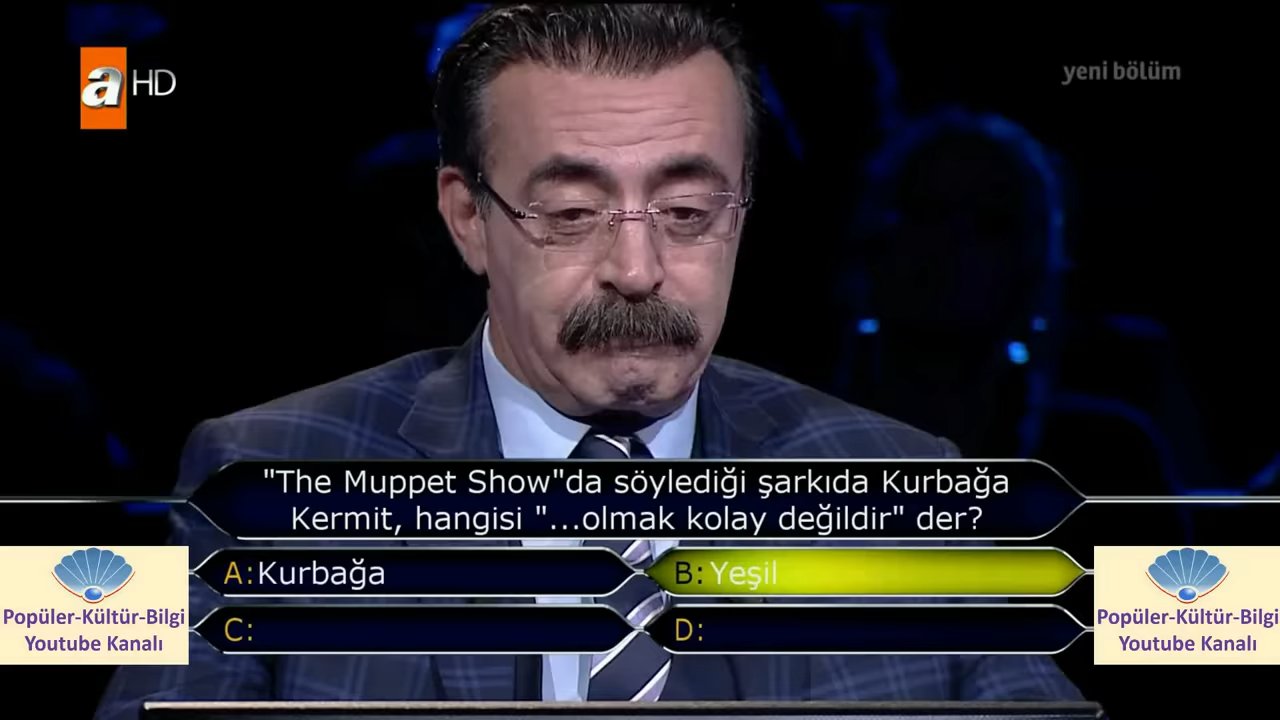 a HD
yeni bölüm
"The Muppet Show"da söylediği şarkıda Kurbağa
Kermit, hangisi "...olmak kolay değildir" der?
A:Kurbağa
B:Yeşil
C:
D:
Popüler-Kültür-Bilgi
Youtube Kanalı
Popüler-Kültür-Bilgi
Youtube Kanalı